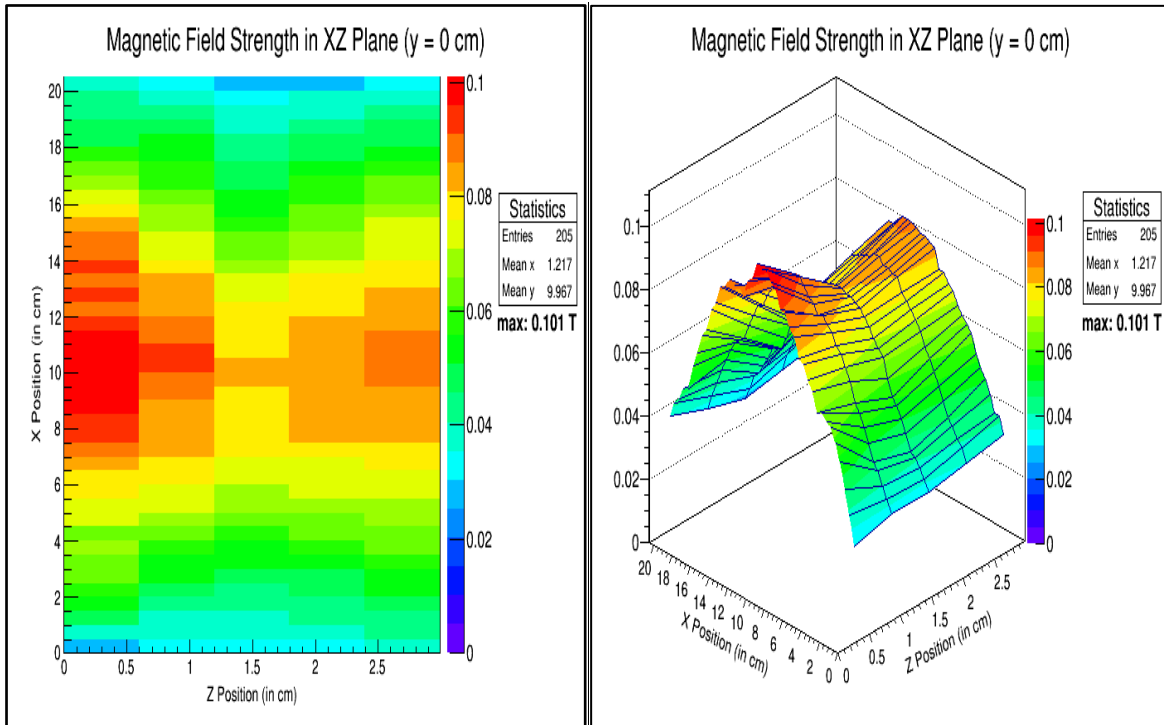 Magnetic Field Strength in XZ Plane (y = 0 cm)
X Position (in cm)
20
18
16
14
12
10
8
6
4
2
0
0 0.5 1 1.5 2 2.5
Z Position (in cm)
0.1
0.08
0.06
0.04
0.02
0
Statistics
Entries 205
Mean x 1.217
Mean y 9.967
max: 0.101 T
Magnetic Field Strength in XZ Plane (y = 0 cm)
0.1
0.08
0.06
0.04
0.02
0
20 18 16 14 12 10 8 6 4 2 0
X Position (in cm)
0 0.5 1 1.5 2 2.5
Z Position (in cm)
0.1
0.08
0.06
0.04
0.02
0
Statistics
Entries 205
Mean x 1.217
Mean y 9.967
max: 0.101 T